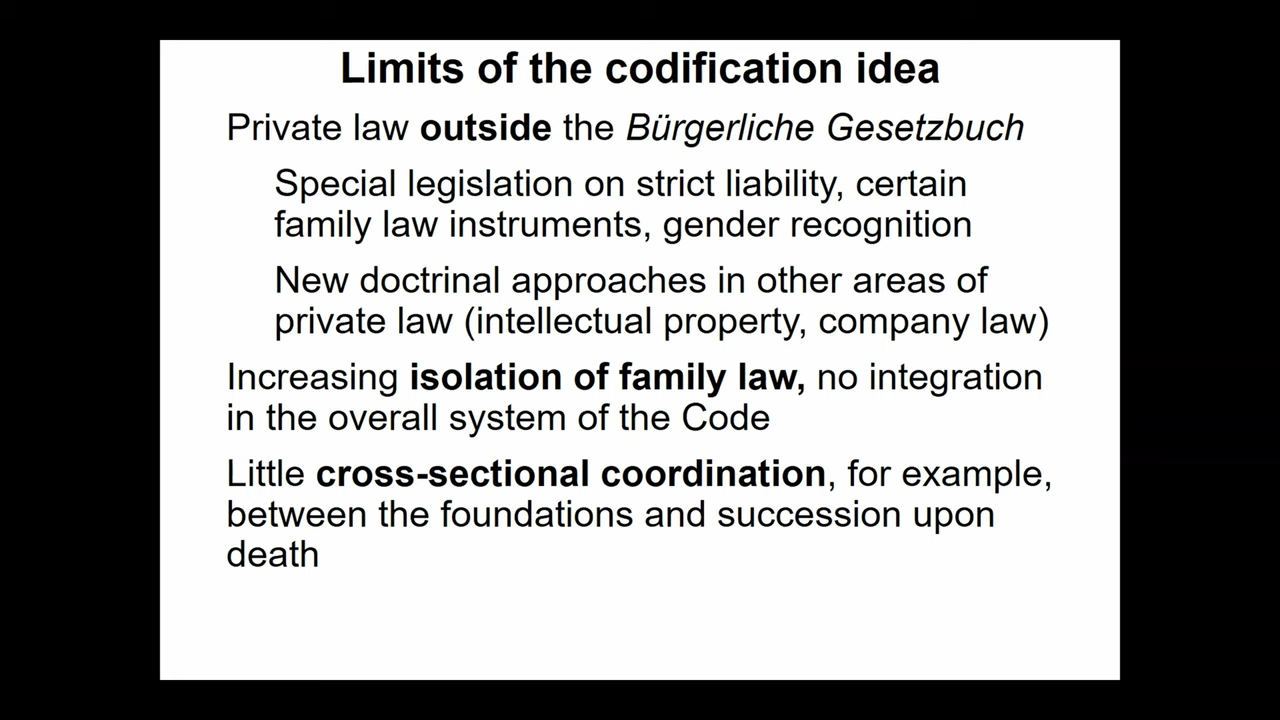 Limits of the codification idea
Private law outside the Bürgerliche Gesetzbuch
Special legislation on strict liability, certain
family law instruments, gender recognition
New doctrinal approaches in other areas of
private law (intellectual property, company law)
Increasing isolation of family law, no integration
in the overall system of the Code
Little cross-sectional coordination, for example,
between the foundations and succession upon
death